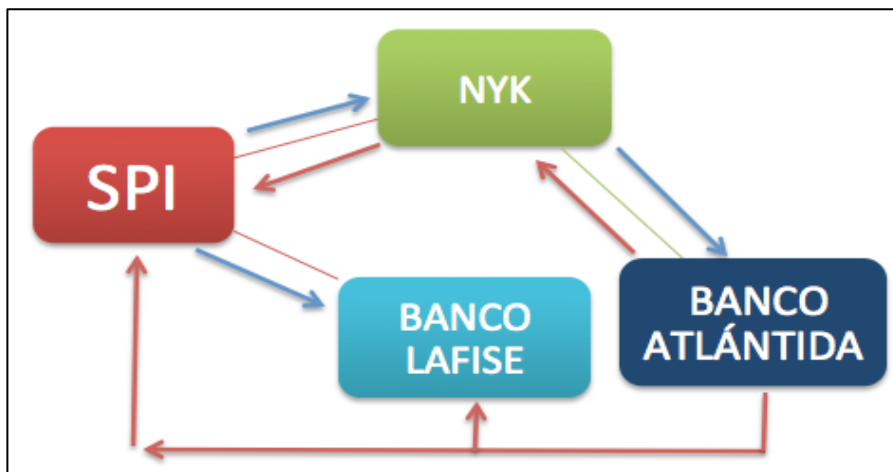 NYK
SPI
BANCO
LAFISE
BANCO
ATLÁNTIDA